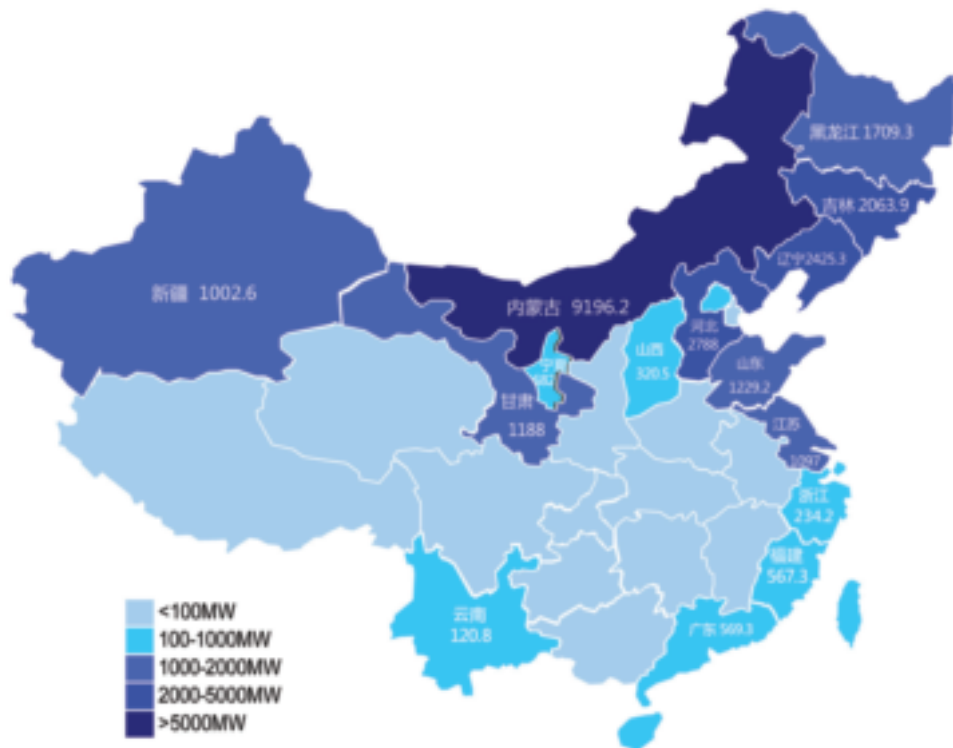 黑龙江 1709.3
吉林 2063.9
辽宁2425.3
新疆 1002.6
内蒙古 9196.2
河北
2788
山西
320.5
宁夏
山东
1229.2
甘肃
1188
江苏
1097
浙江
234.2
福建
567.3
云南
120.8
广东 569.3
<100MW
100-1000MW
1000-2000MW
2000-5000MW
>5000MW